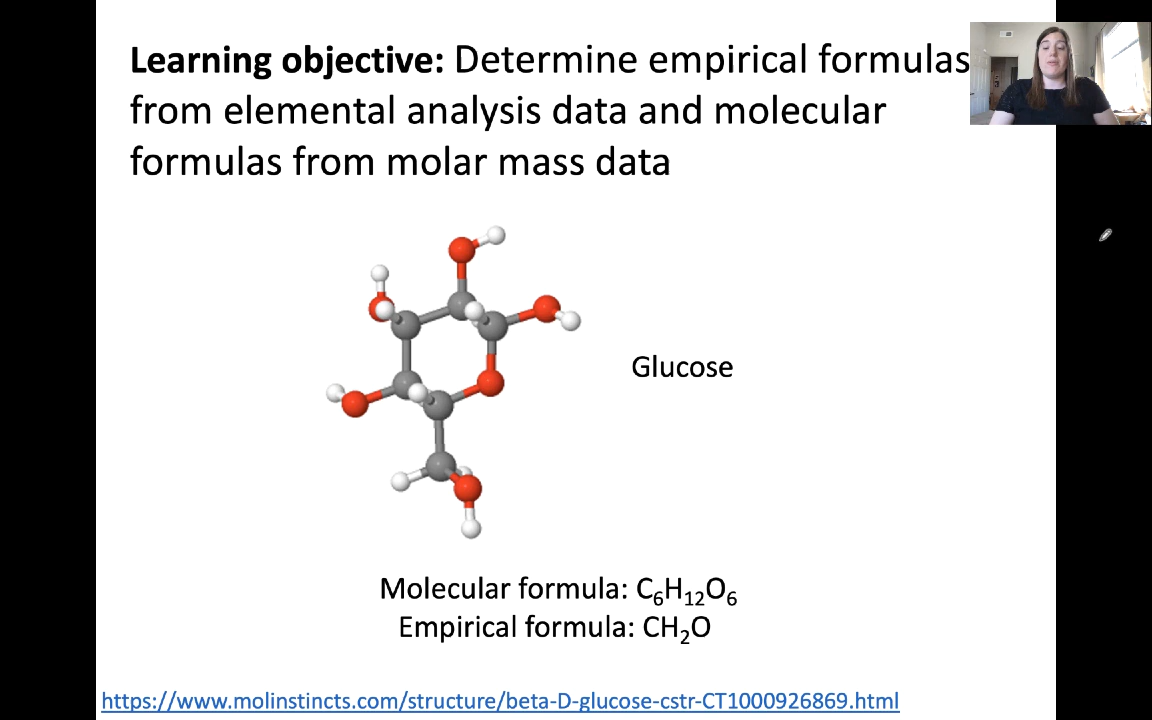 Learning objective: Determine empirical formulas
from elemental analysis data and molecular
formulas from molar mass data
Glucose
Molecular formula: C₆H₁₂O₆
Empirical formula: CH₂O
https://www.molinstincts.com/structure/beta-D-glucose-cstr-CT1000926869.html